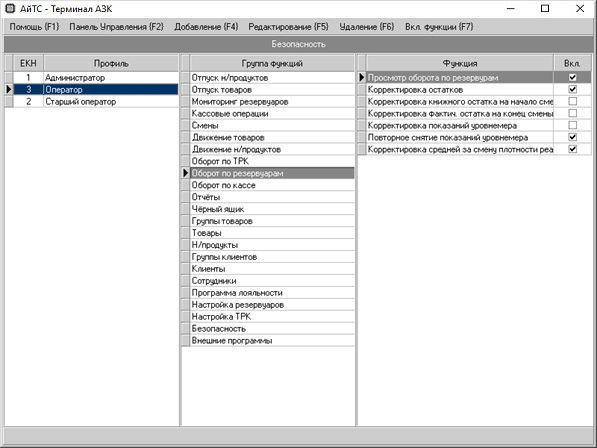 АйТС - Терминал АЗК
Помощь (F1) Панель Управления (F2) Добавление (F4) Редактирование (F5) Удаление (F6) Вкл. функции (F7)
Безопасность
ЕКН Профиль
1 Администратор
3 Оператор
2 Старший оператор
Группа функций
Отпуск н/продуктов
Отпуск товаров
Мониторинг резервуаров
Кассовые операции
Смены
Движение товаров
Движение н/продуктов
Оборот по ТРК
Оборот по резервуарам
Оборот по кассе
Отчёты
Чёрный ящик
Группы товаров
Товары
Н/продукты
Группы клиентов
Клиенты
Сотрудники
Программа лояльности
Настройка резервуаров
Настройка ТРК
Безопасность
Внешние программы
Функция Вкл.
Просмотр оборота по резервурам
Корректировка остатков
Корректировка книжного остатка на начало сме
Корректировка Фактич. остатка на конец смены
Корректировка показаний уровнемера
Повторное снятие показаний уровнемера
Корректировка средней за смену плотности реа